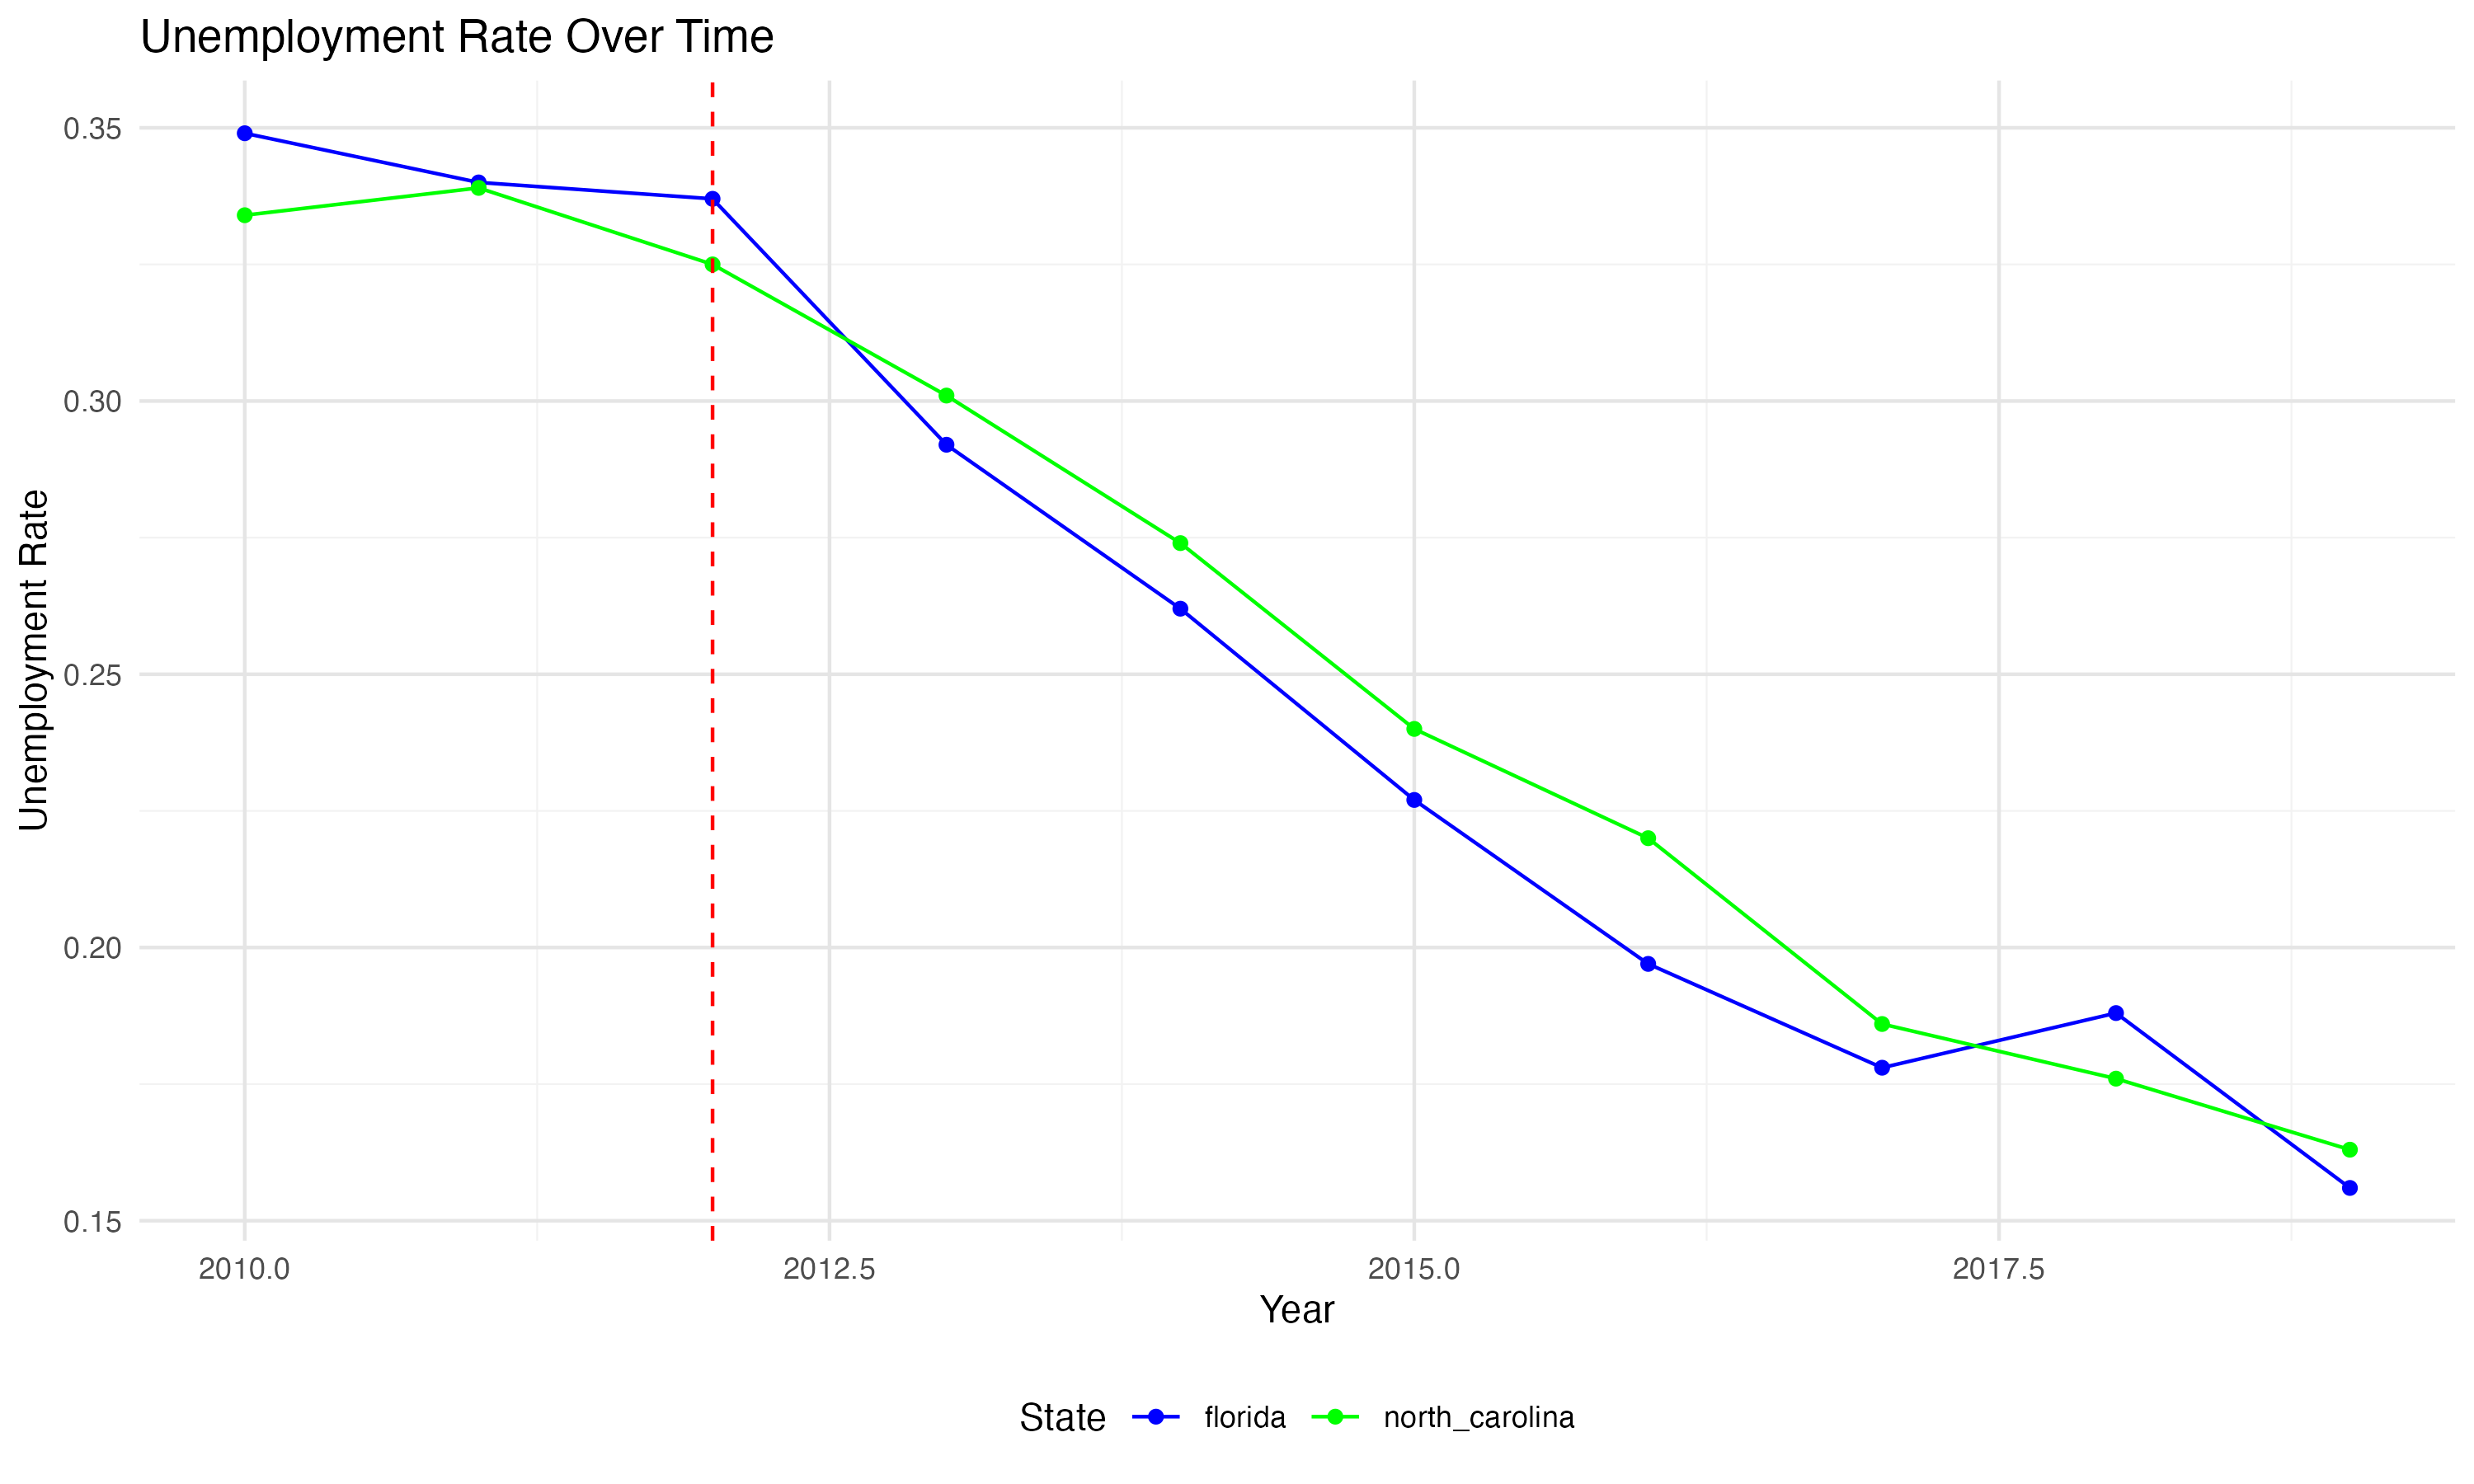 Unemployment Rate Over Time
Unemployment Rate
0.35
0.30
0.25
0.20
0.15
2010.0 2012.5 2015.0 2017.5
Year
State florida north_carolina